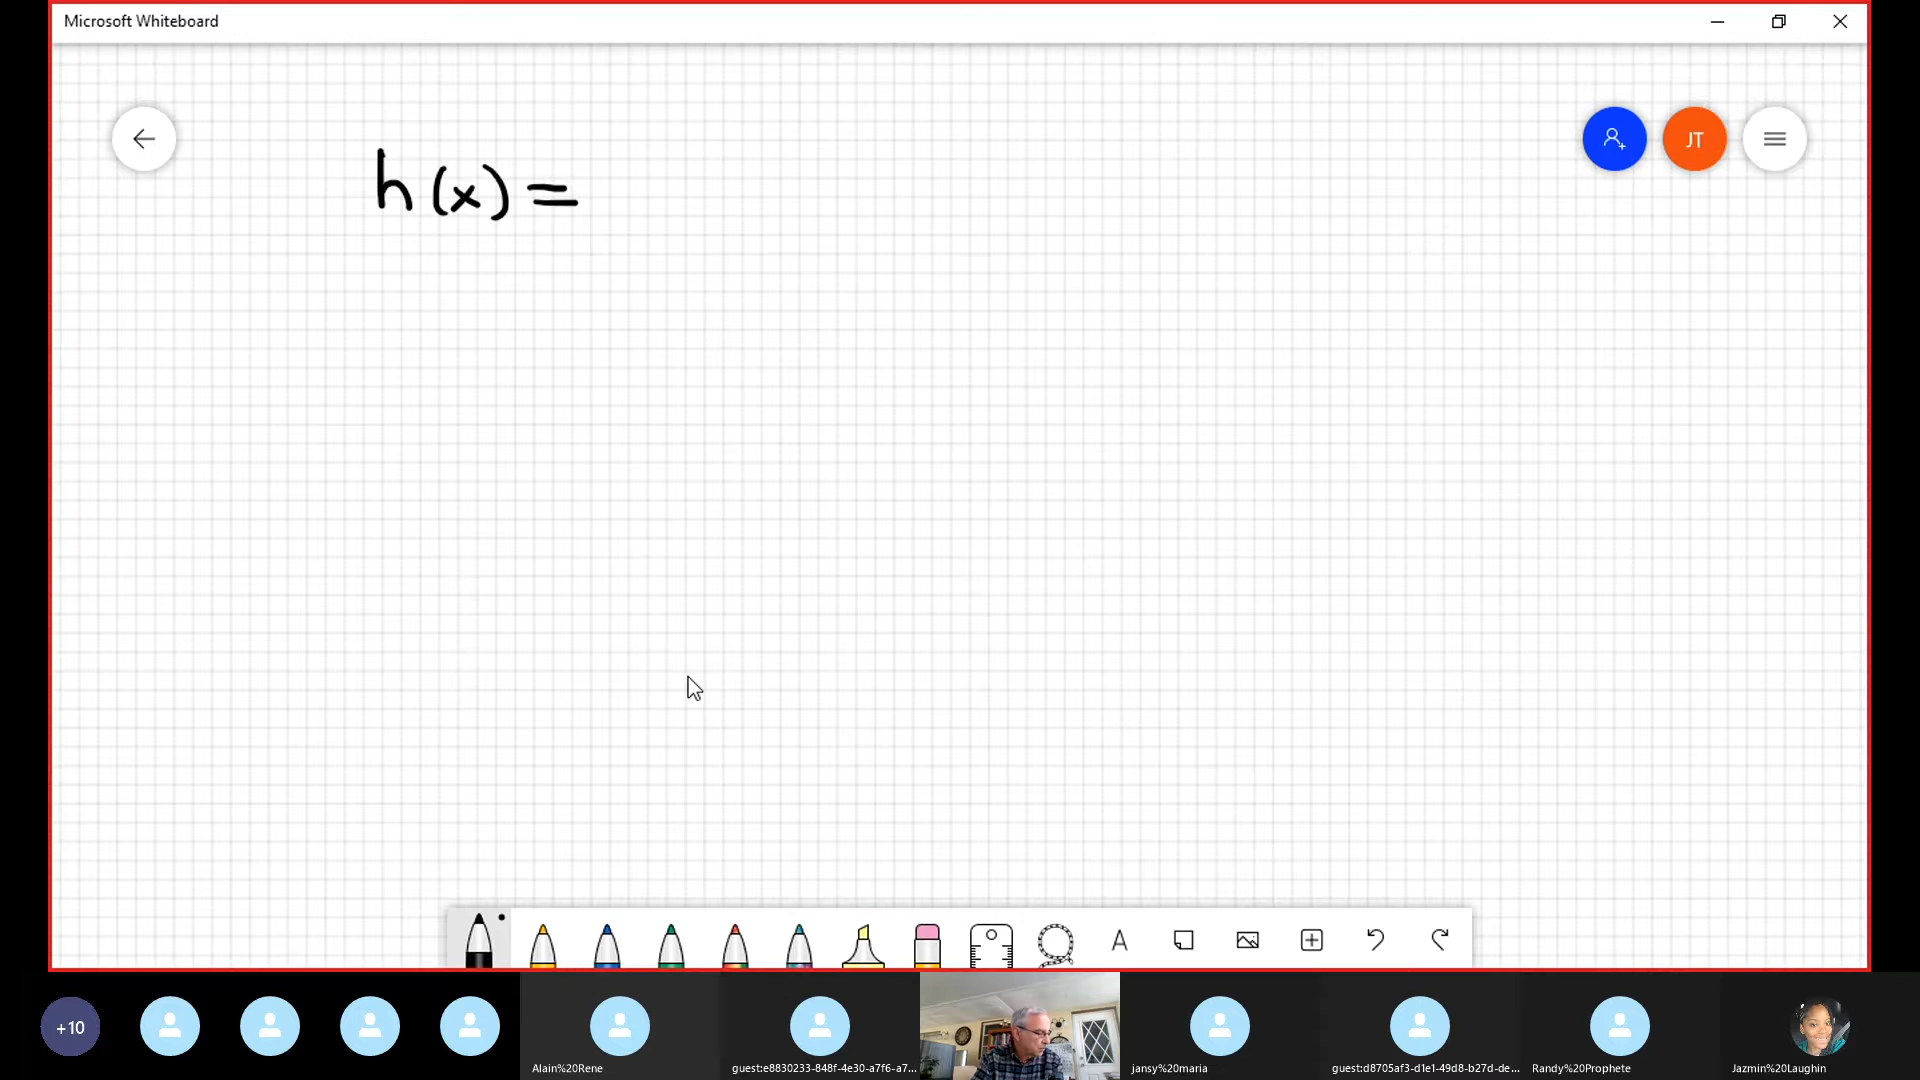 Microsoft Whiteboard
JT
h(x) =
A
+10
Alain%20Rene
guest:e8830233-848f-4e30-a7f6-a7...
jansy%20maria
guest:d8705af3-d1e1-49d8-b27d-de...
Randy%20Prophete
Jazmin%20Laughin